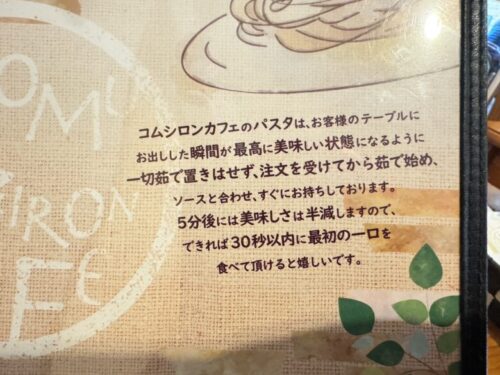 OMU
SIRON
FE
コムシロンカフェのパスタは、お客様のテーブルに
お出しした瞬間が最高に美味しい状態になるように
一切茹で置きはせず、注文を受けてから茹で始め、
ソースと合わせ、すぐにお持ちしております。
5分後には美味しさは半減しますので、
できれば30秒以内に最初の一口を
食べて頂けると嬉しいです。